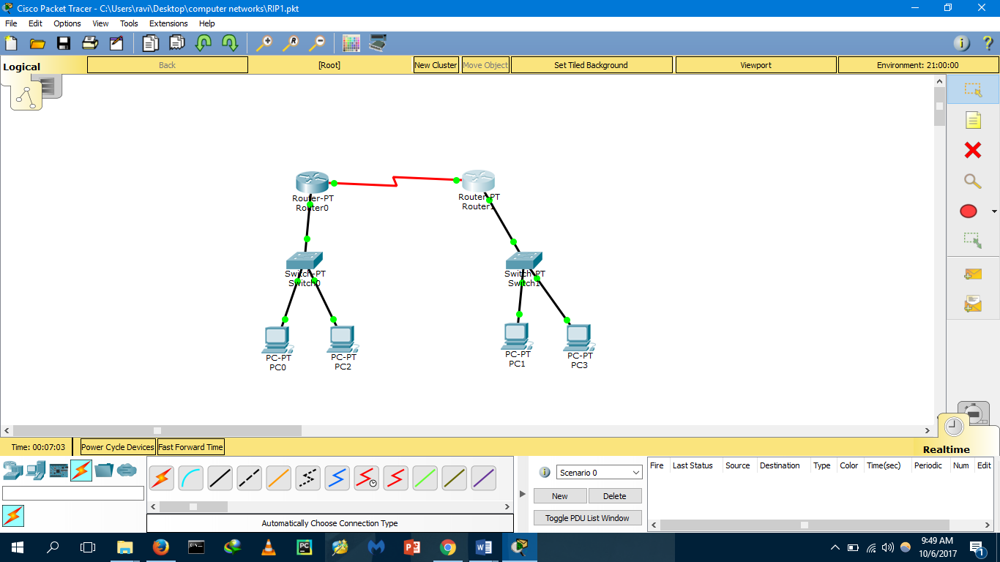 Cisco Packet Tracer - C:\Users\ravi\Desktop\computer networks\RIP1.pkt
File Edit Options View Tools Extensions Help
Logical Back [Root] New Cluster Move Object Set Tiled Background Viewport Environment: 21:00:00
Router-PT
Router0
Router-PT
Router1
Switch-PT
Switch0
Switch-PT
Switch1
PC-PT
PC0
PC-PT
PC2
PC-PT
PC1
PC-PT
PC3
Time: 00:07:03 Power Cycle Devices Fast Forward Time Realtime
Scenario 0
New Delete
Toggle PDU List Window
Fire Last Status Source Destination Type Color Time(sec) Periodic Num Edit
Automatically Choose Connection Type
9:49 AM
10/6/2017
1